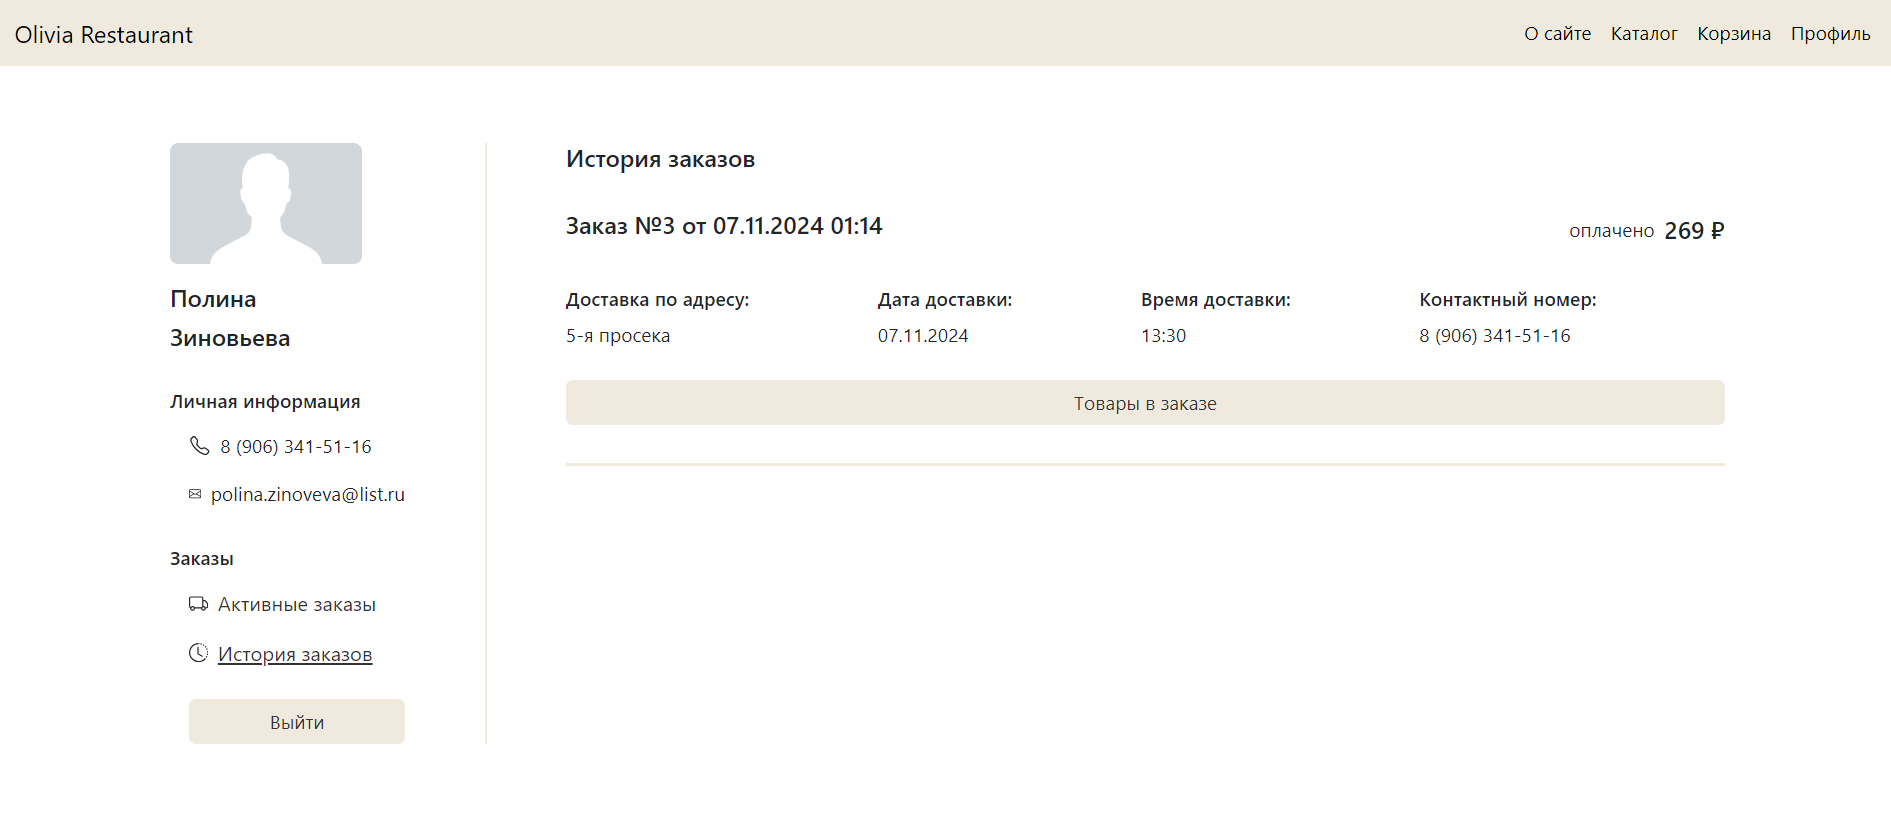 Olivia Restaurant
О сайте Каталог Корзина Профиль
Полина
Зиновьева
Личная информация
8 (906) 341-51-16
polina.zinoveva@list.ru
Заказы
Активные заказы
История заказов
Выйти
История заказов
Заказ №3 от 07.11.2024 01:14
оплачено 269 ₽
Доставка по адресу: Дата доставки: Время доставки: Контактный номер:
5-я просека 07.11.2024 13:30 8 (906) 341-51-16
Товары в заказе